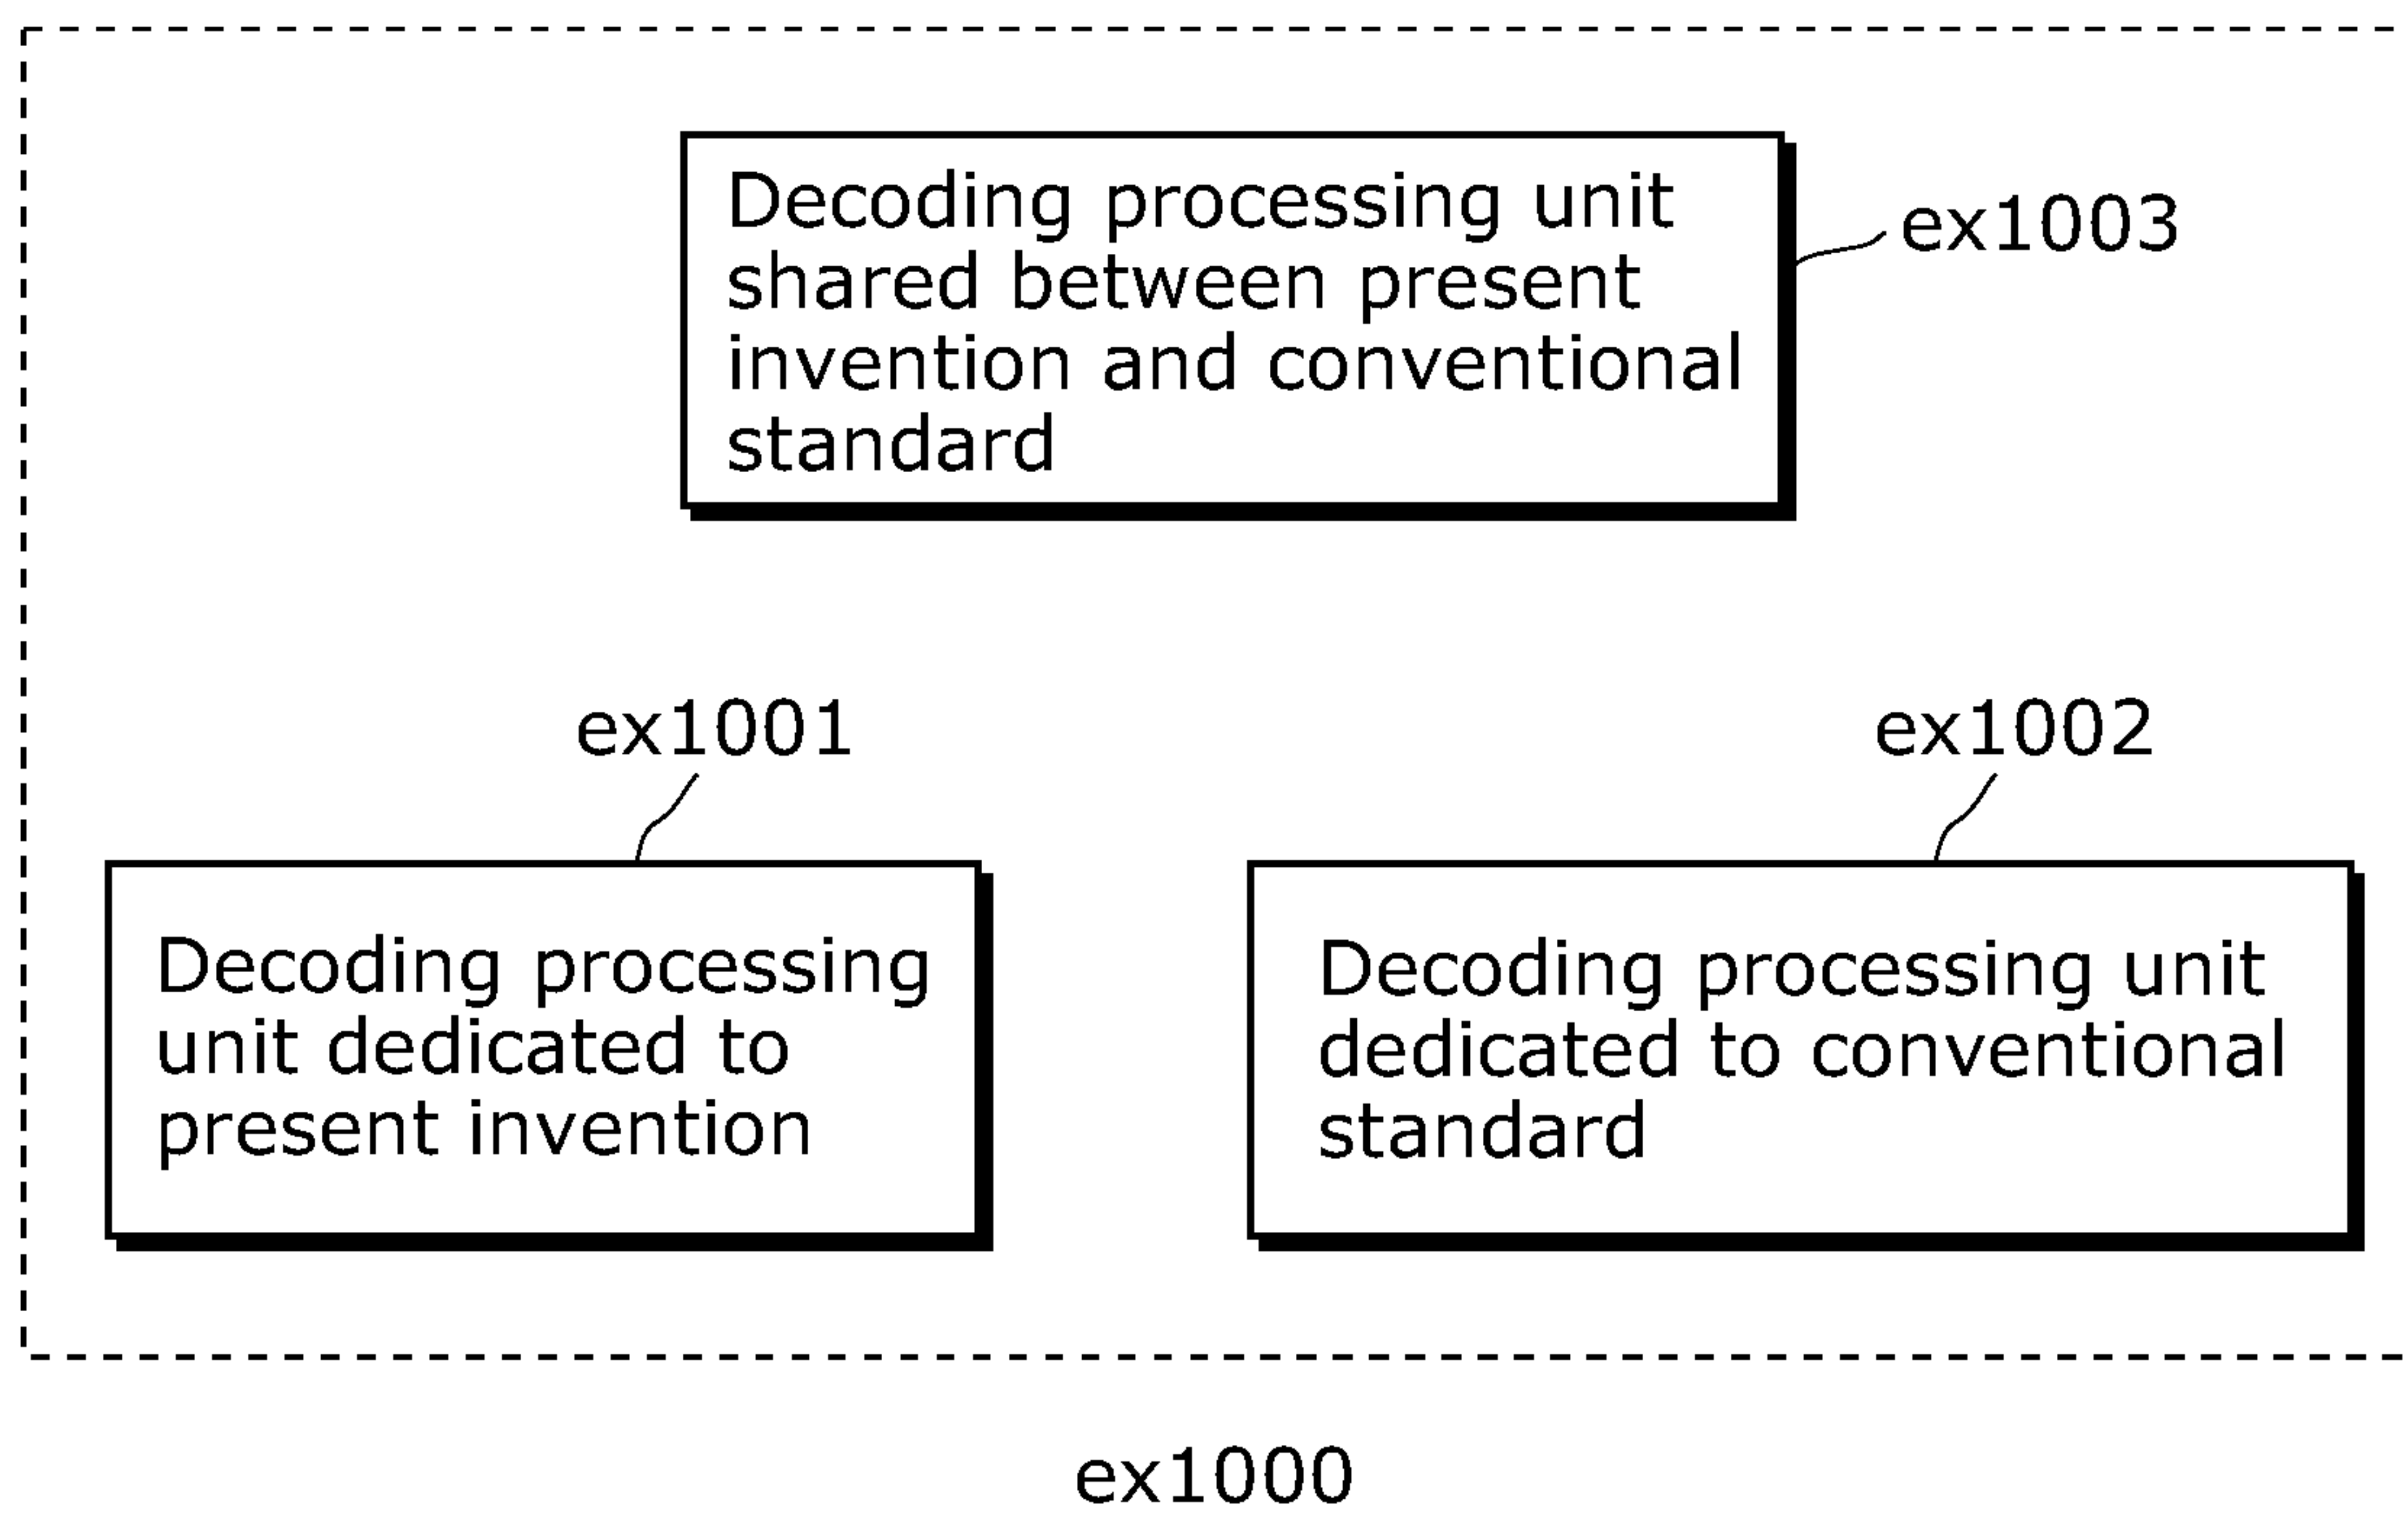 Decoding processing unit
shared between present
invention and conventional
standard
ex1003
ex1001
ex1002
Decoding processing
unit dedicated to
present invention
Decoding processing unit
dedicated to conventional
standard
ex1000